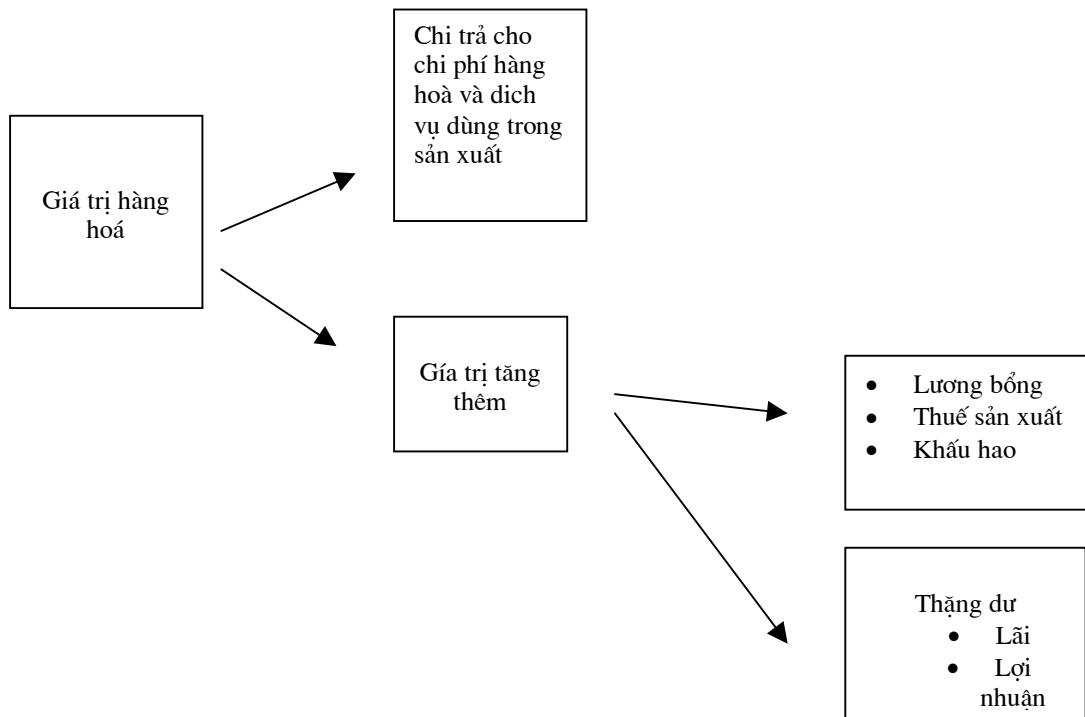 Chi trả cho
chi phí hàng
hoà và dich
vụ dùng trong
sản xuất
Giá trị hàng
hoá
Gía trị tăng
thêm
• Lương bổng
• Thuế sản xuất
• Khấu hao
Thặng dư
• Lãi
• Lợi
nhuận